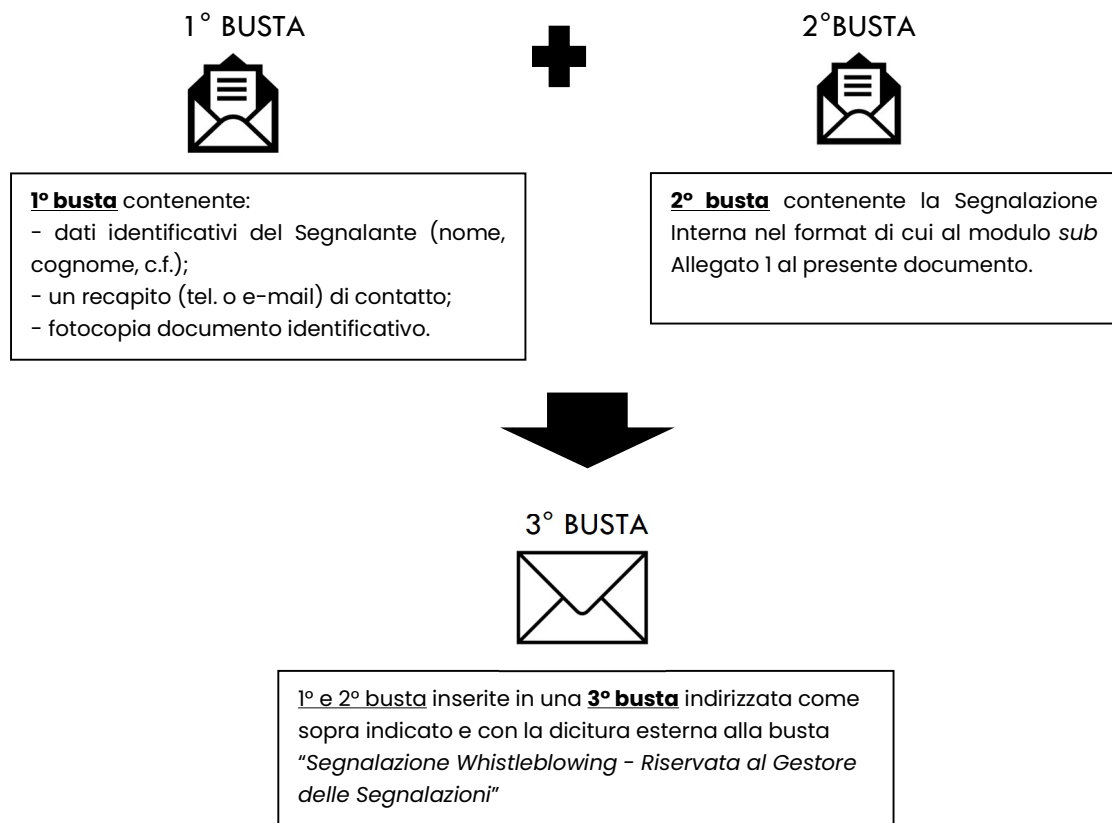 1° BUSTA
2°BUSTA
1° busta contenente:
- dati identificativi del Segnalante (nome,
cognome, c.f.);
- un recapito (tel. o e-mail) di contatto;
- fotocopia documento identificativo.
2° busta contenente la Segnalazione
Interna nel format di cui al modulo sub
Allegato 1 al presente documento.
3° BUSTA
1° e 2° busta inserite in una 3° busta indirizzata come
sopra indicato e con la dicitura esterna alla busta
“Segnalazione Whistleblowing - Riservata al Gestore
delle Segnalazioni”